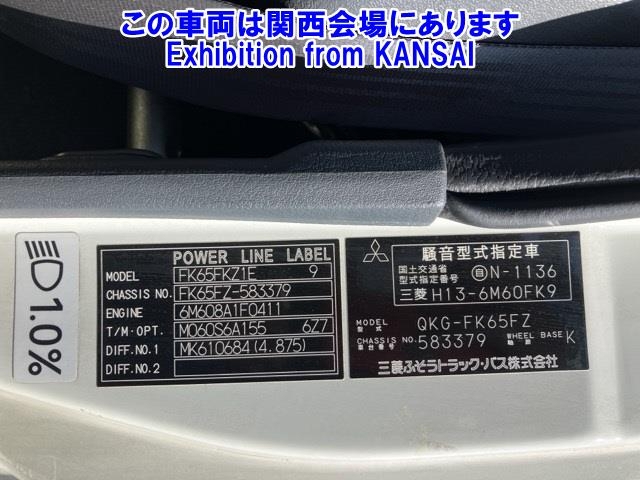 この車両は関西会場にあります
Exhibition from KANSAI
1.0%
POWER LINE LABEL
MODEL FK65FKZ1E 9
CHASSIS NO. FK65FZ-583379
ENGINE 6M608A1F0411
T/M・OPT. M060S6A155 6Z7
DIFF.NO.1 MK610684(4.875)
DIFF.NO.2
騒音型式指定車
国土交通省
型式指定番号 自N-1136
三菱 H13-6M60FK9
MODEL 型式 QKG-FK65FZ
CHASSIS NO. 車台番号 583379 WHEEL BASE 軸距 K
三菱ふそうトラック・バス株式会社